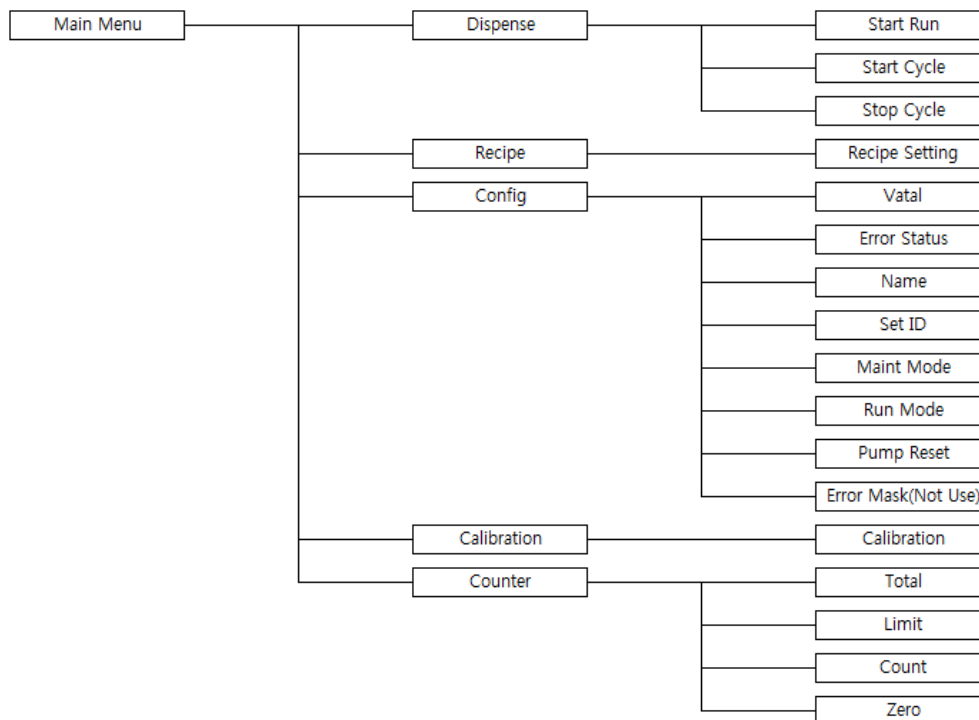 Main Menu
Dispense
Start Run
Start Cycle
Stop Cycle
Recipe
Recipe Setting
Config
Vatal
Error Status
Name
Set ID
Maint Mode
Run Mode
Pump Reset
Error Mask(Not Use)
Calibration
Calibration
Counter
Total
Limit
Count
Zero